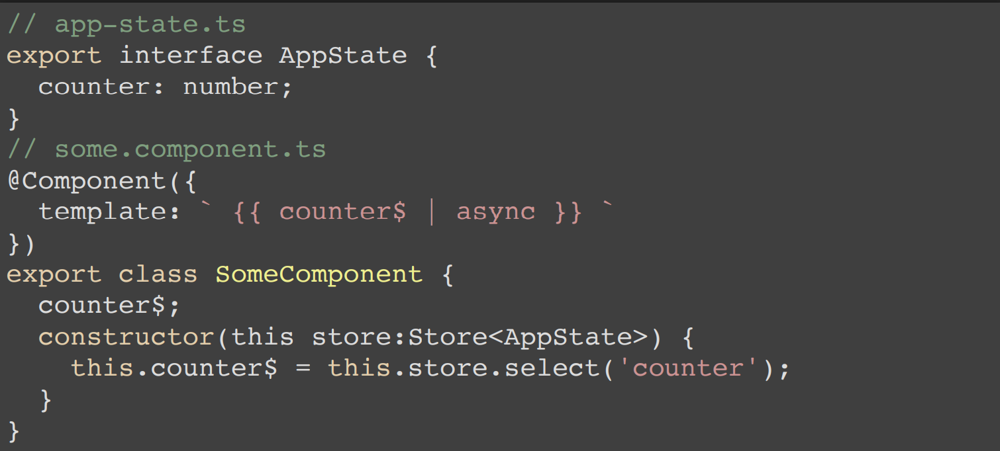 // app-state.ts
export interface AppState {
  counter: number;
}
// some.component.ts
@Component({
  template: ` {{ counter$ | async }} `
})
export class SomeComponent {
  counter$;
  constructor(this store:Store<AppState>) {
    this.counter$ = this.store.select('counter');
  }
}